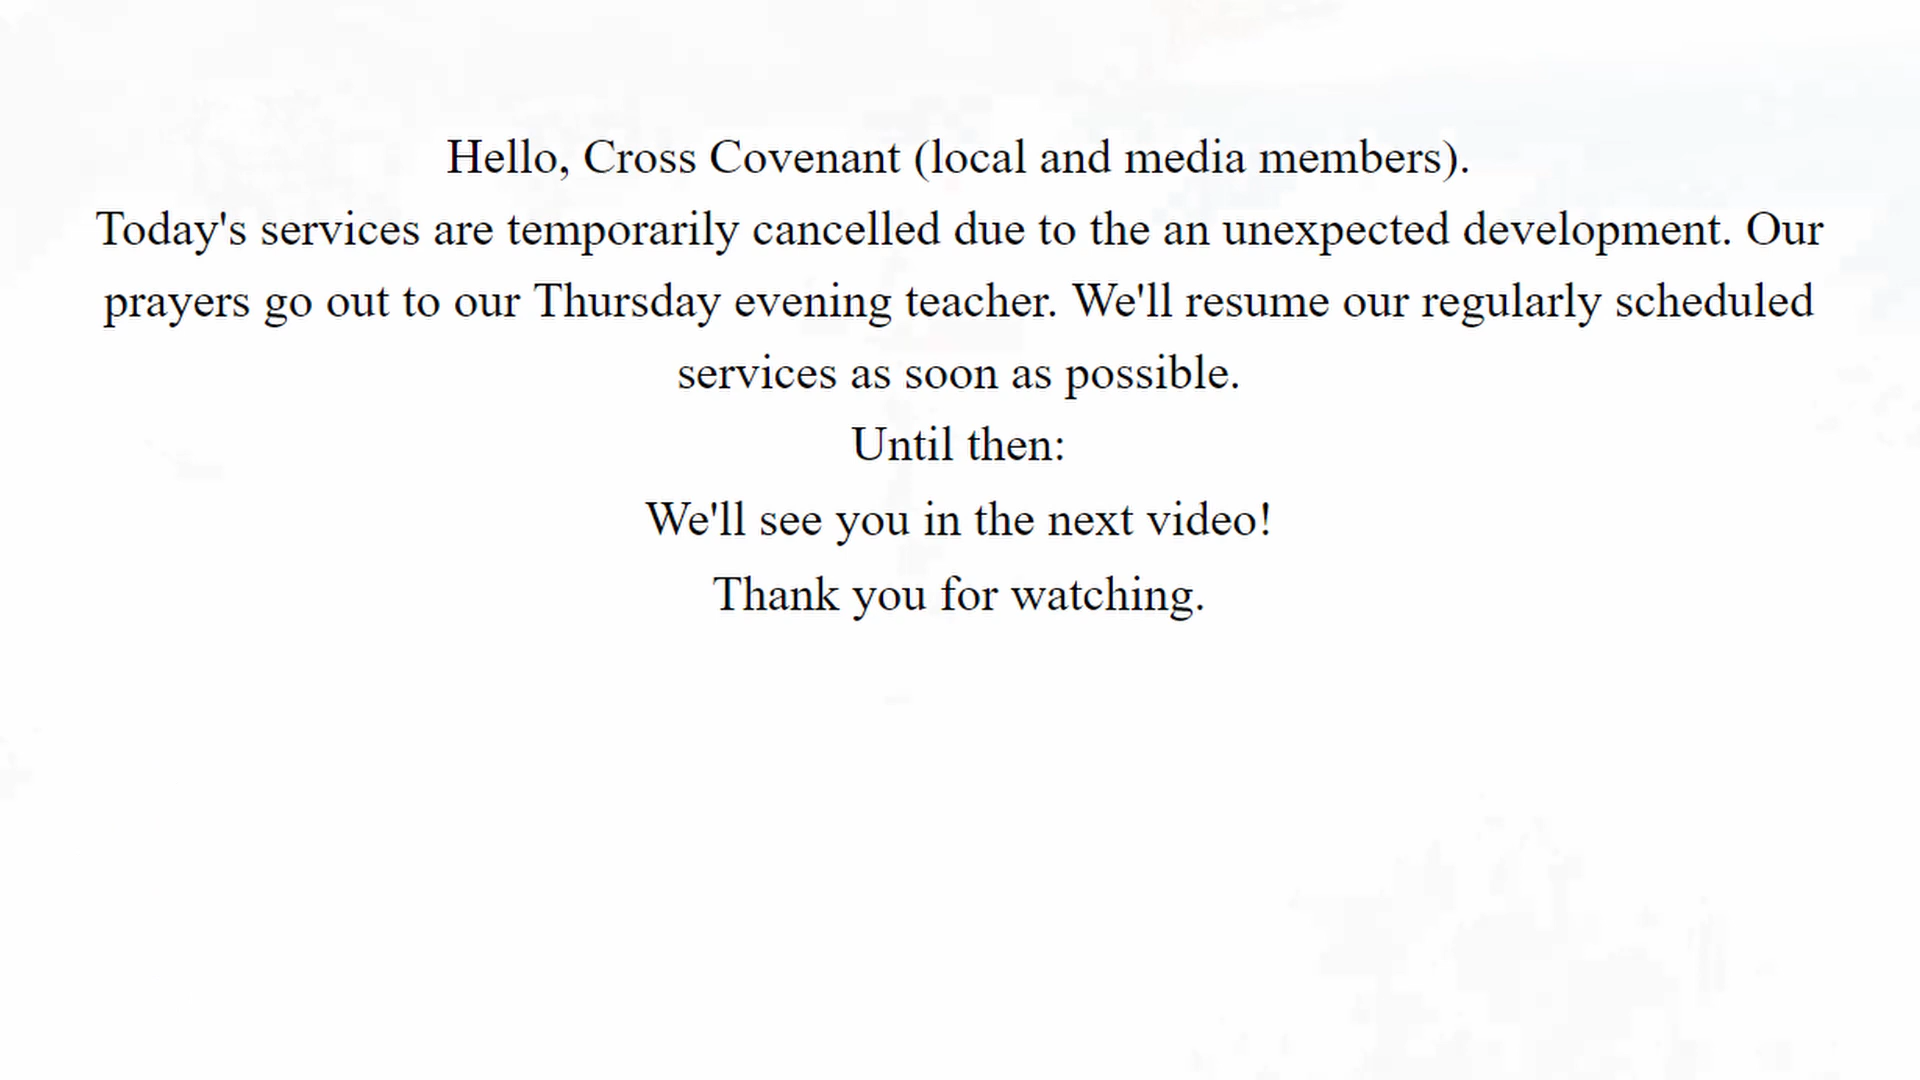 Hello, Cross Covenant (local and media members).
Today's services are temporarily cancelled due to the an unexpected development. Our
prayers go out to our Thursday evening teacher. We'll resume our regularly scheduled
services as soon as possible.
Until then:
We'll see you in the next video!
Thank you for watching.